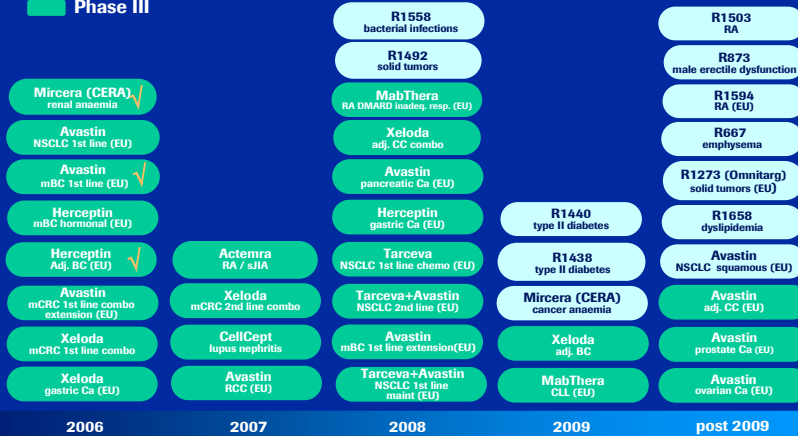 Phase III
Mircera (CERA)
renal anaemia
Avastin
NSCLC 1st line (EU)
Avastin
mBC 1st line (EU)
Herceptin
mBC hormonal (EU)
Herceptin
Adj. BC (EU)
Avastin
mCRC 1st line combo
extension (EU)
Xeloda
mCRC 1st line combo
Xeloda
gastric Ca (EU)
2006
Actemra
RA / sJIA
Xeloda
mCRC 2nd line combo
CellCept
lupus nephritis
Avastin
RCC (EU)
2007
R1558
bacterial infections
R1492
solid tumors
MabThera
RA DMARD inadeq. resp. (EU)
Xeloda
adj. CC combo
Avastin
pancreatic Ca (EU)
Herceptin
gastric Ca (EU)
Tarceva
NSCLC 1st line chemo (EU)
Tarceva+Avastin
NSCLC 2nd line (EU)
Avastin
mBC 1st line extension(EU)
Tarceva+Avastin
NSCLC 1st line
maint (EU)
2008
R1440
type II diabetes
R1438
type II diabetes
Mircera (CERA)
cancer anaemia
Xeloda
adj. BC
MabThera
CLL (EU)
2009
R1503
RA
R873
male erectile dysfunction
R1594
RA (EU)
R667
emphysema
R1273 (Omnitarg)
solid tumors (EU)
R1658
dyslipidemia
Avastin
NSCLC squamous (EU)
Avastin
adj. CC (EU)
Avastin
prostate Ca (EU)
Avastin
ovarian Ca (EU)
post 2009